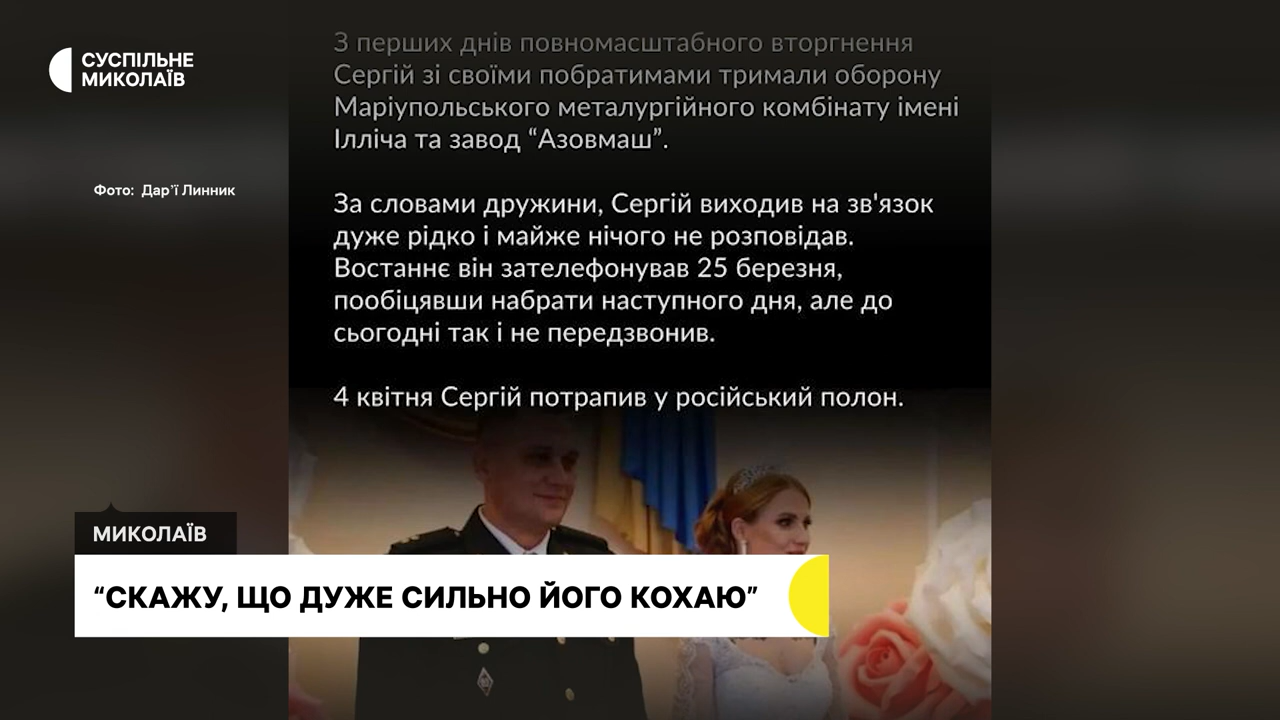 СУСПІЛЬНЕ
МИКОЛАЇВ
Фото: Дар’ї Линник
З перших днів повномасштабного вторгнення
Сергій зі своїми побратимами тримали оборону
Маріупольського металургійного комбінату імені
Ілліча та завод “Азовмаш”.
За словами дружини, Сергій виходив на зв'язок
дуже рідко і майже нічого не розповідав.
Востаннє він зателефонував 25 березня,
пообіцявши набрати наступного дня, але до
сьогодні так і не передзвонив.
4 квітня Сергій потрапив у російський полон.
МИКОЛАЇВ
“СКАЖУ, ЩО ДУЖЕ СИЛЬНО ЙОГО КОХАЮ”